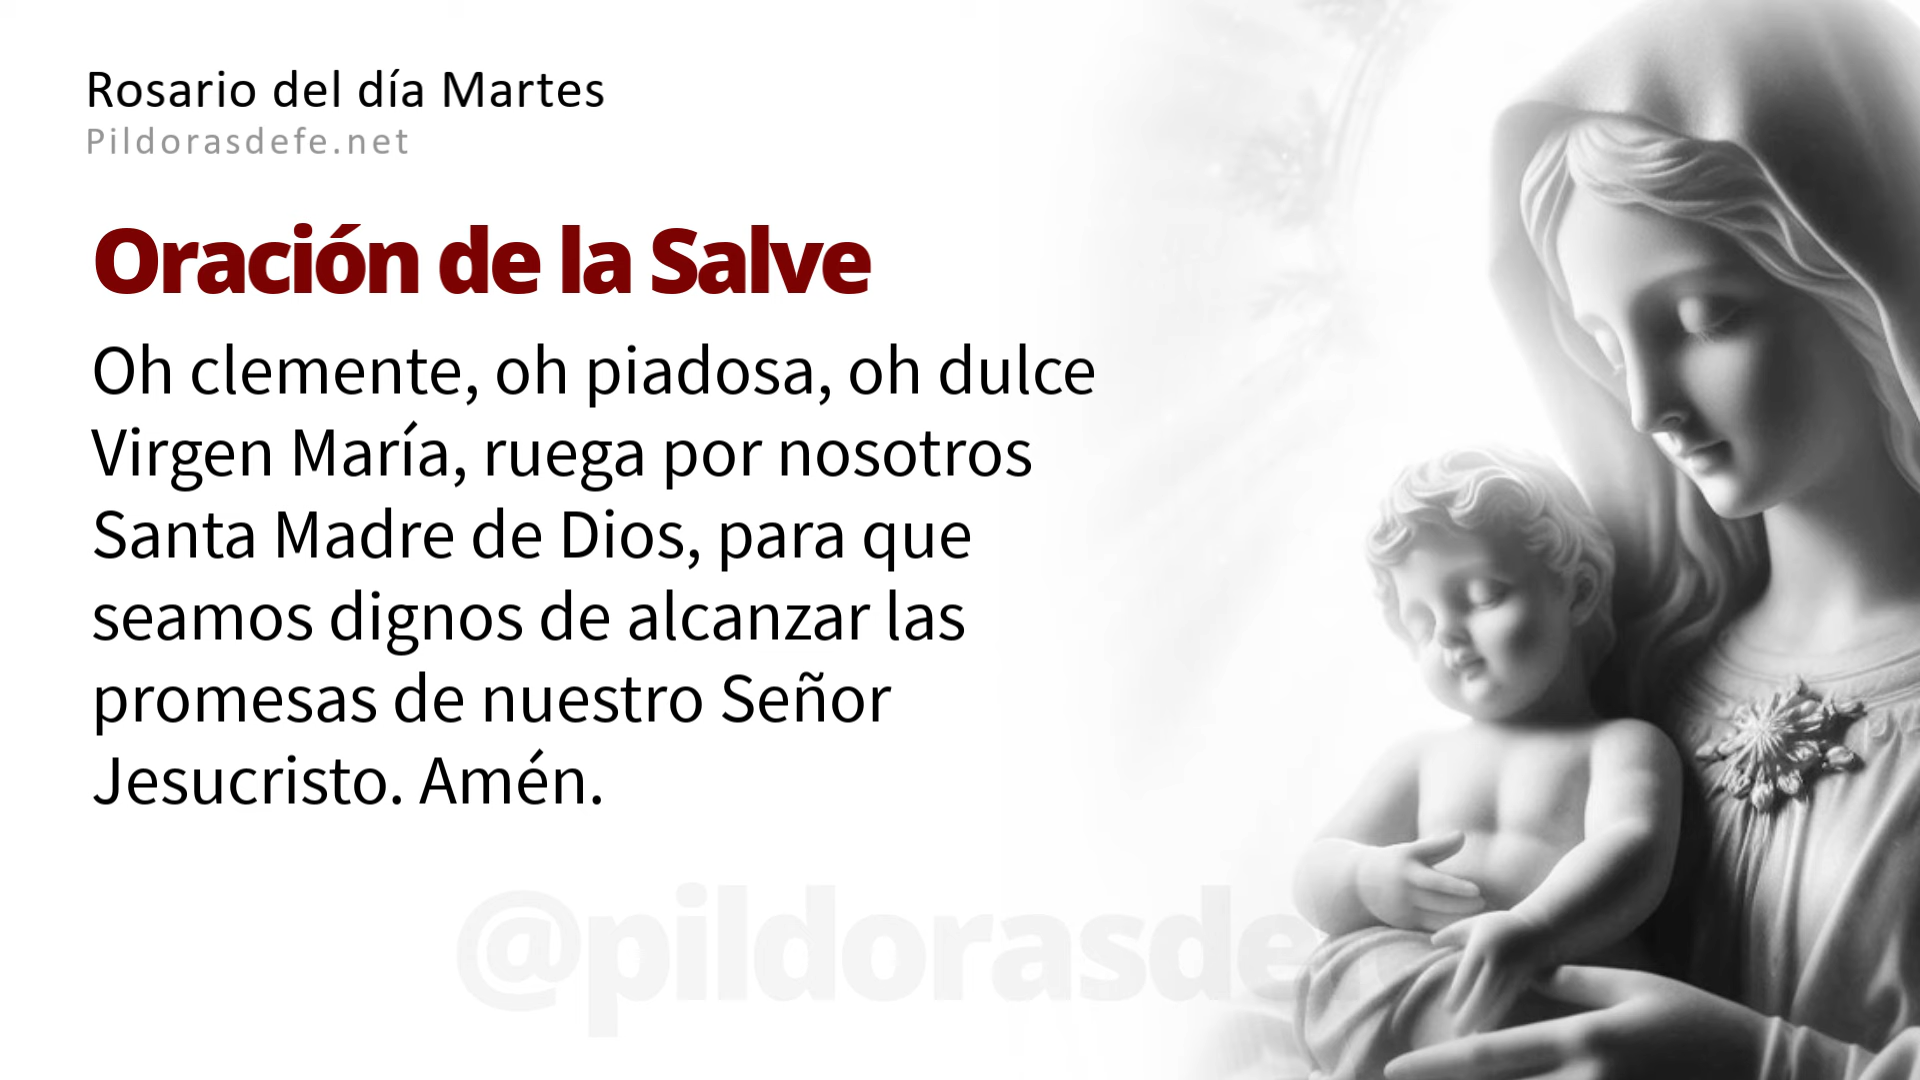 Rosario del día Martes
Pildorasdefe.net
Oración de la Salve
Oh clemente, oh piadosa, oh dulce
Virgen María, ruega por nosotros
Santa Madre de Dios, para que
seamos dignos de alcanzar las
promesas de nuestro Señor
Jesucristo. Amén.
@pildorasdefe